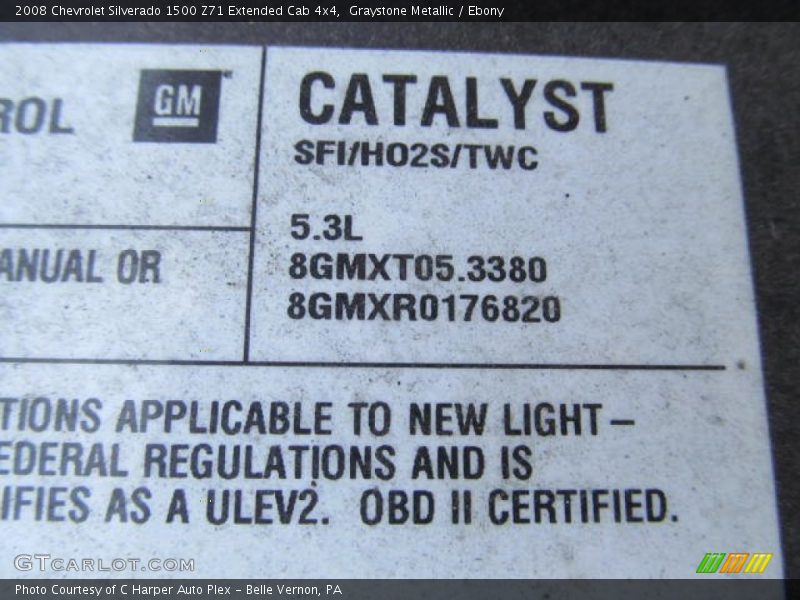 2008 Chevrolet Silverado 1500 Z71 Extended Cab 4x4, Graystone Metallic / Ebony
ROL
GM
CATALYST
SFI/HO2S/TWC
5.3L
8GMXT05.3380
8GMXR0176820
ANUAL OR
TIONS APPLICABLE TO NEW LIGHT–
EDERAL REGULATIONS AND IS
IFIES AS A ULEV2. OBD II CERTIFIED.
GTCARLOT.COM
Photo Courtesy of C Harper Auto Plex – Belle Vernon, PA